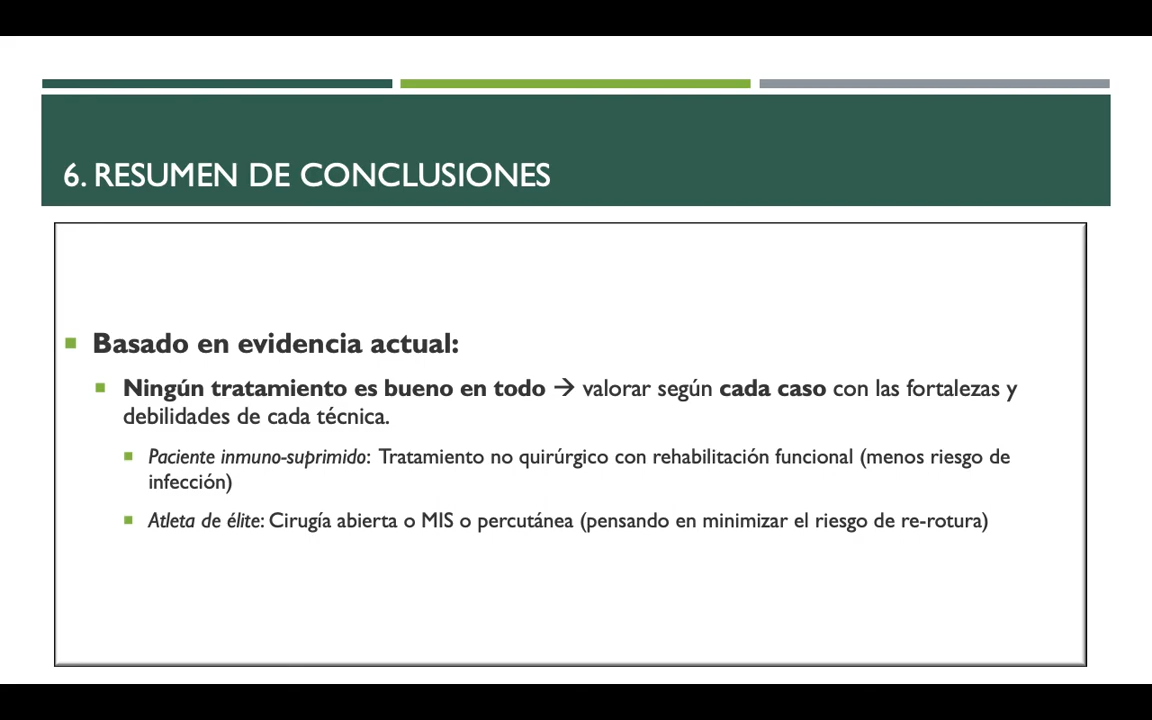 6. RESUMEN DE CONCLUSIONES
Basado en evidencia actual:
Ningún tratamiento es bueno en todo → valorar según cada caso con las fortalezas y
debilidades de cada técnica.
Paciente inmuno-suprimido: Tratamiento no quirúrgico con rehabilitación funcional (menos riesgo de
infección)
Atleta de élite: Cirugía abierta o MIS o percutánea (pensando en minimizar el riesgo de re-rotura)